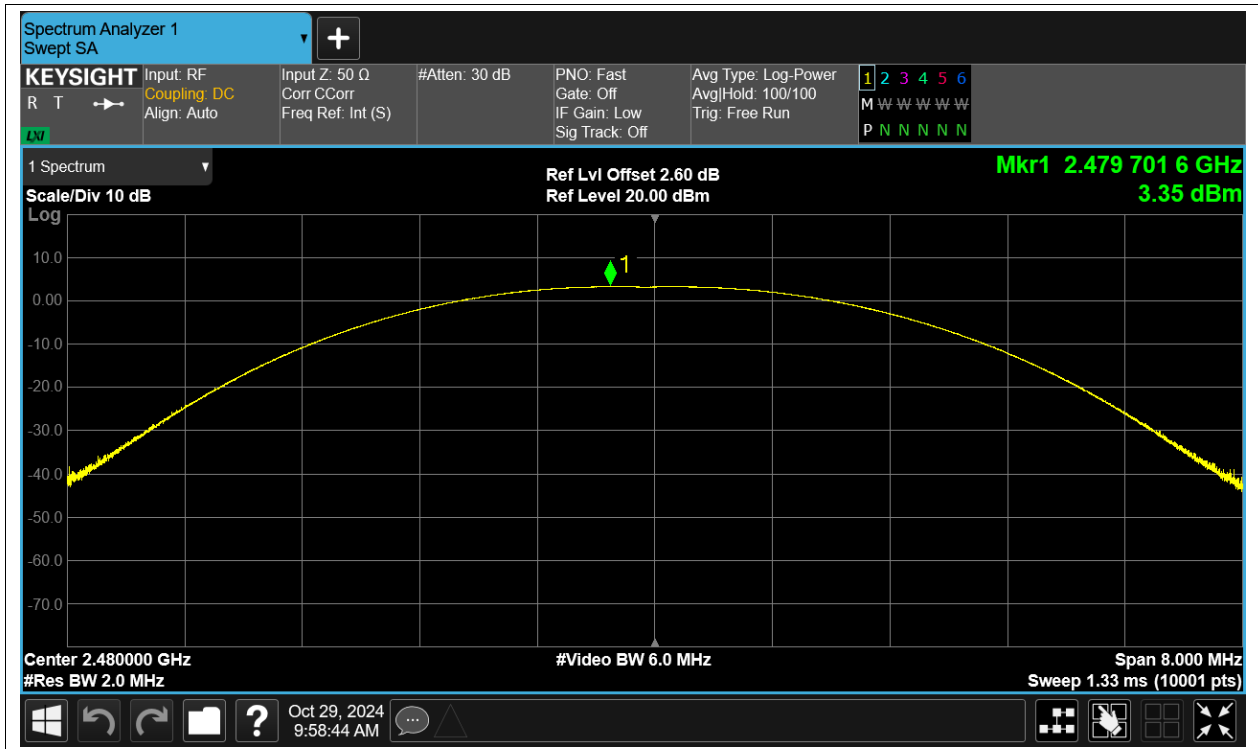 Spectrum Analyzer 1
Swept SA
+
KEYSIGHT
R T
LXI
Input: RF
Coupling: DC
Align: Auto
Input Z: 50 Ω
Corr CCorr
Freq Ref: Int (S)
#Atten: 30 dB
PNO: Fast
Gate: Off
IF Gain: Low
Sig Track: Off
Avg Type: Log-Power
Avg|Hold: 100/100
Trig: Free Run
1 2 3 4 5 6
M W W W W W
P N N N N N
1 Spectrum
Scale/Div 10 dB
Log
Ref Lvl Offset 2.60 dB
Ref Level 20.00 dBm
Mkr1 2.479 701 6 GHz
3.35 dBm
1
10.0
0.00
-10.0
-20.0
-30.0
-40.0
-50.0
-60.0
-70.0
Center 2.480000 GHz
#Res BW 2.0 MHz
#Video BW 6.0 MHz
Span 8.000 MHz
Sweep 1.33 ms (10001 pts)
?
Oct 29, 2024
9:58:44 AM